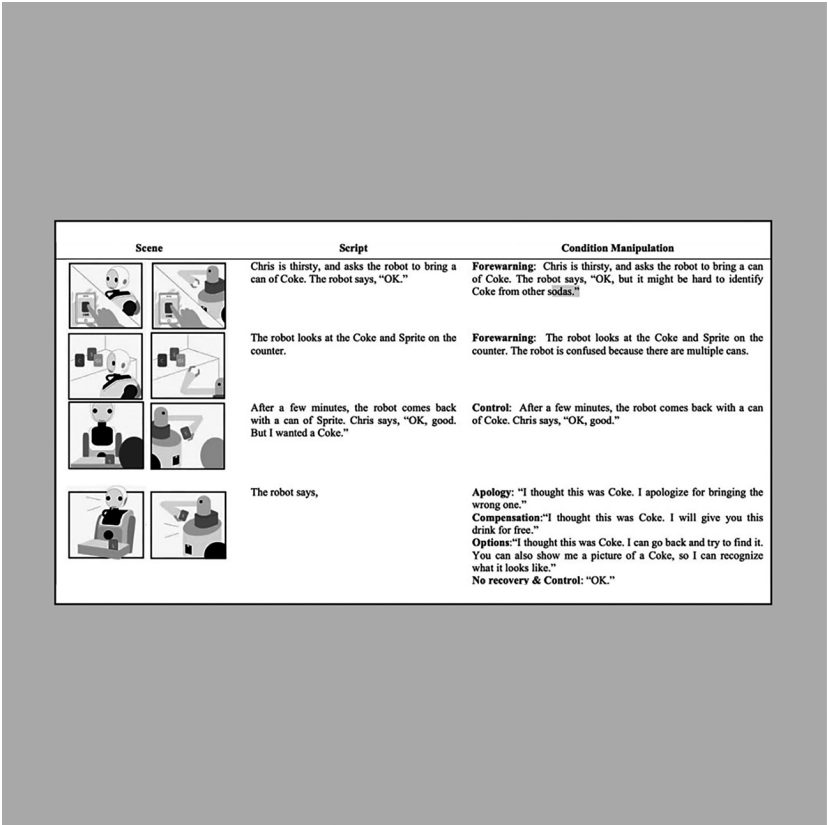 Scene Script Condition Manipulation
Chris is thirsty, and asks the robot to bring a
can of Coke. The robot says, “OK.”
Forewarning: Chris is thirsty, and asks the robot to bring a can
of Coke. The robot says, “OK, but it might be hard to identify
Coke from other sodas.”
The robot looks at the Coke and Sprite on the
counter.
Forewarning: The robot looks at the Coke and Sprite on the
counter. The robot is confused because there are multiple cans.
After a few minutes, the robot comes back
with a can of Sprite. Chris says, “OK, good.
But I wanted a Coke.”
Control: After a few minutes, the robot comes back with a can
of Coke. Chris says, “OK, good.”
The robot says,
Apology: “I thought this was Coke. I apologize for bringing the
wrong one.”
Compensation:“I thought this was Coke. I will give you this
drink for free.”
Options:“I thought this was Coke. I can go back and try to find it.
You can also show me a picture of a Coke, so I can recognize
what it looks like.”
No recovery & Control: “OK.”